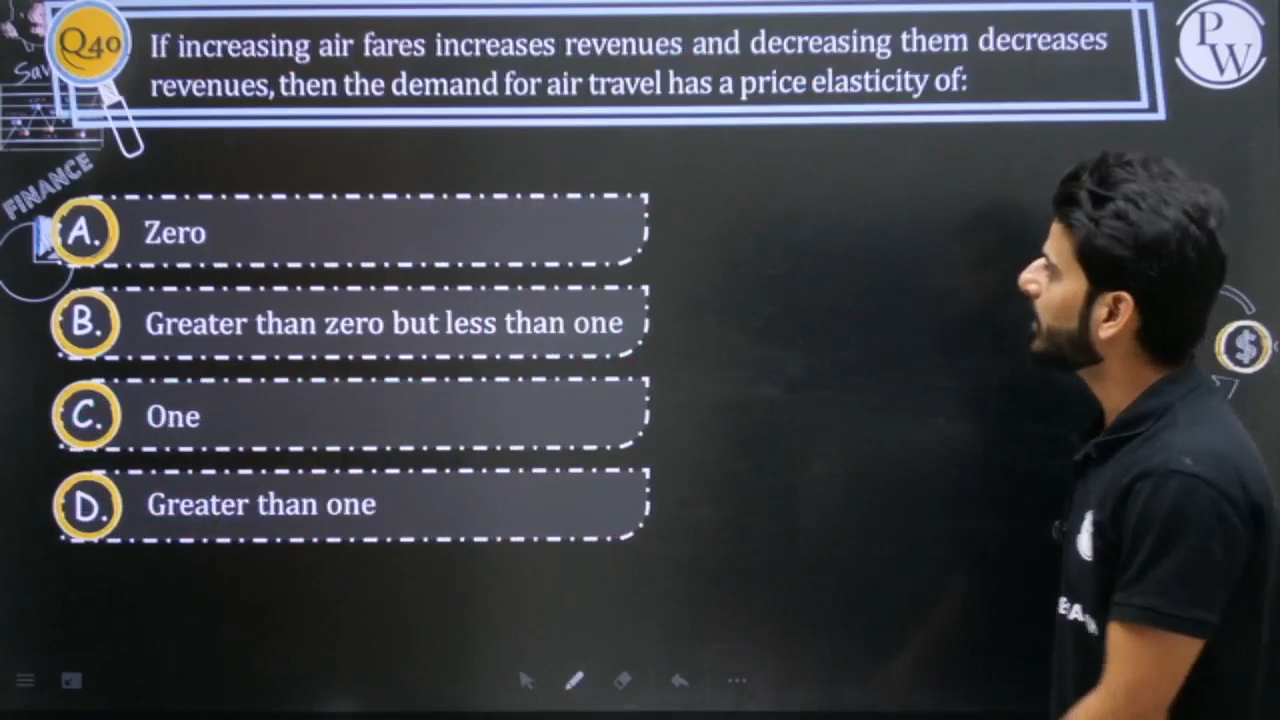 Q40
If increasing air fares increases revenues and decreasing them decreases
revenues, then the demand for air travel has a price elasticity of:
P
W
FINANCE
A. Zero
B. Greater than zero but less than one
C. One
D. Greater than one
$